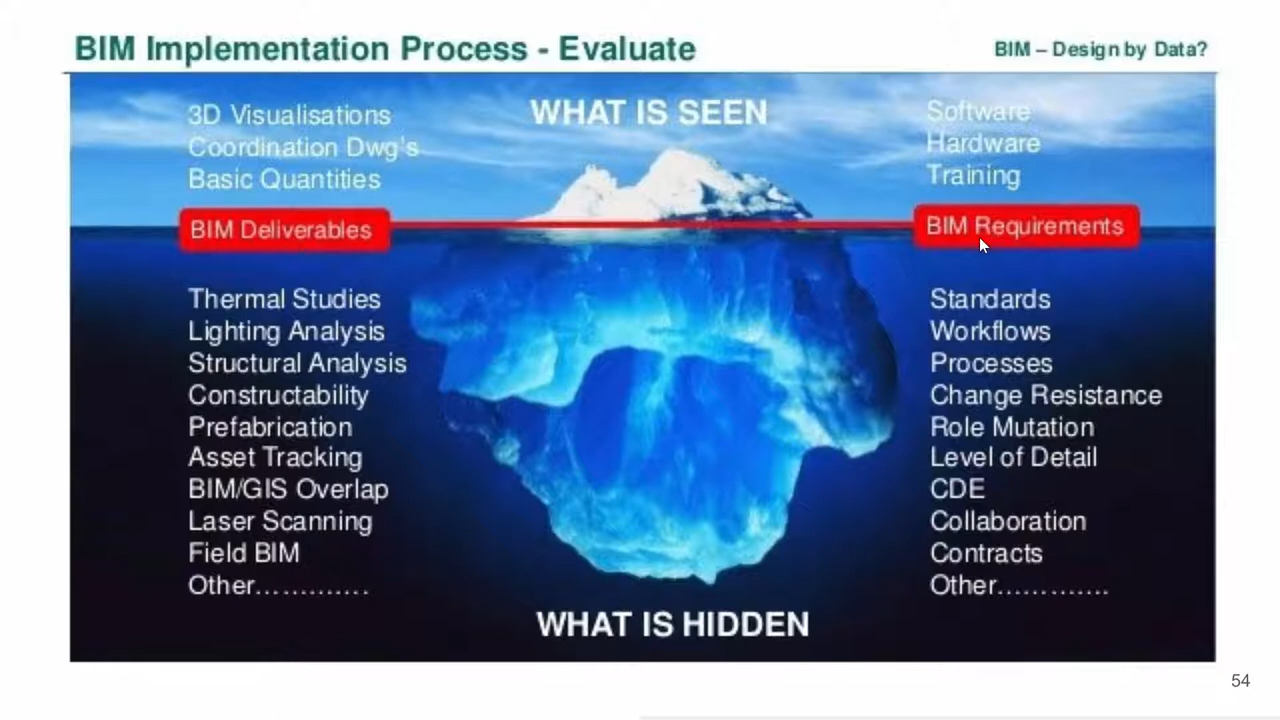 BIM Implementation Process - Evaluate
BIM – Design by Data?
WHAT IS SEEN
3D Visualisations
Coordination Dwg's
Basic Quantities
BIM Deliverables
Software
Hardware
Training
BIM Requirements
Thermal Studies
Lighting Analysis
Structural Analysis
Constructability
Prefabrication
Asset Tracking
BIM/GIS Overlap
Laser Scanning
Field BIM
Other.............
Standards
Workflows
Processes
Change Resistance
Role Mutation
Level of Detail
CDE
Collaboration
Contracts
Other.............
WHAT IS HIDDEN
54